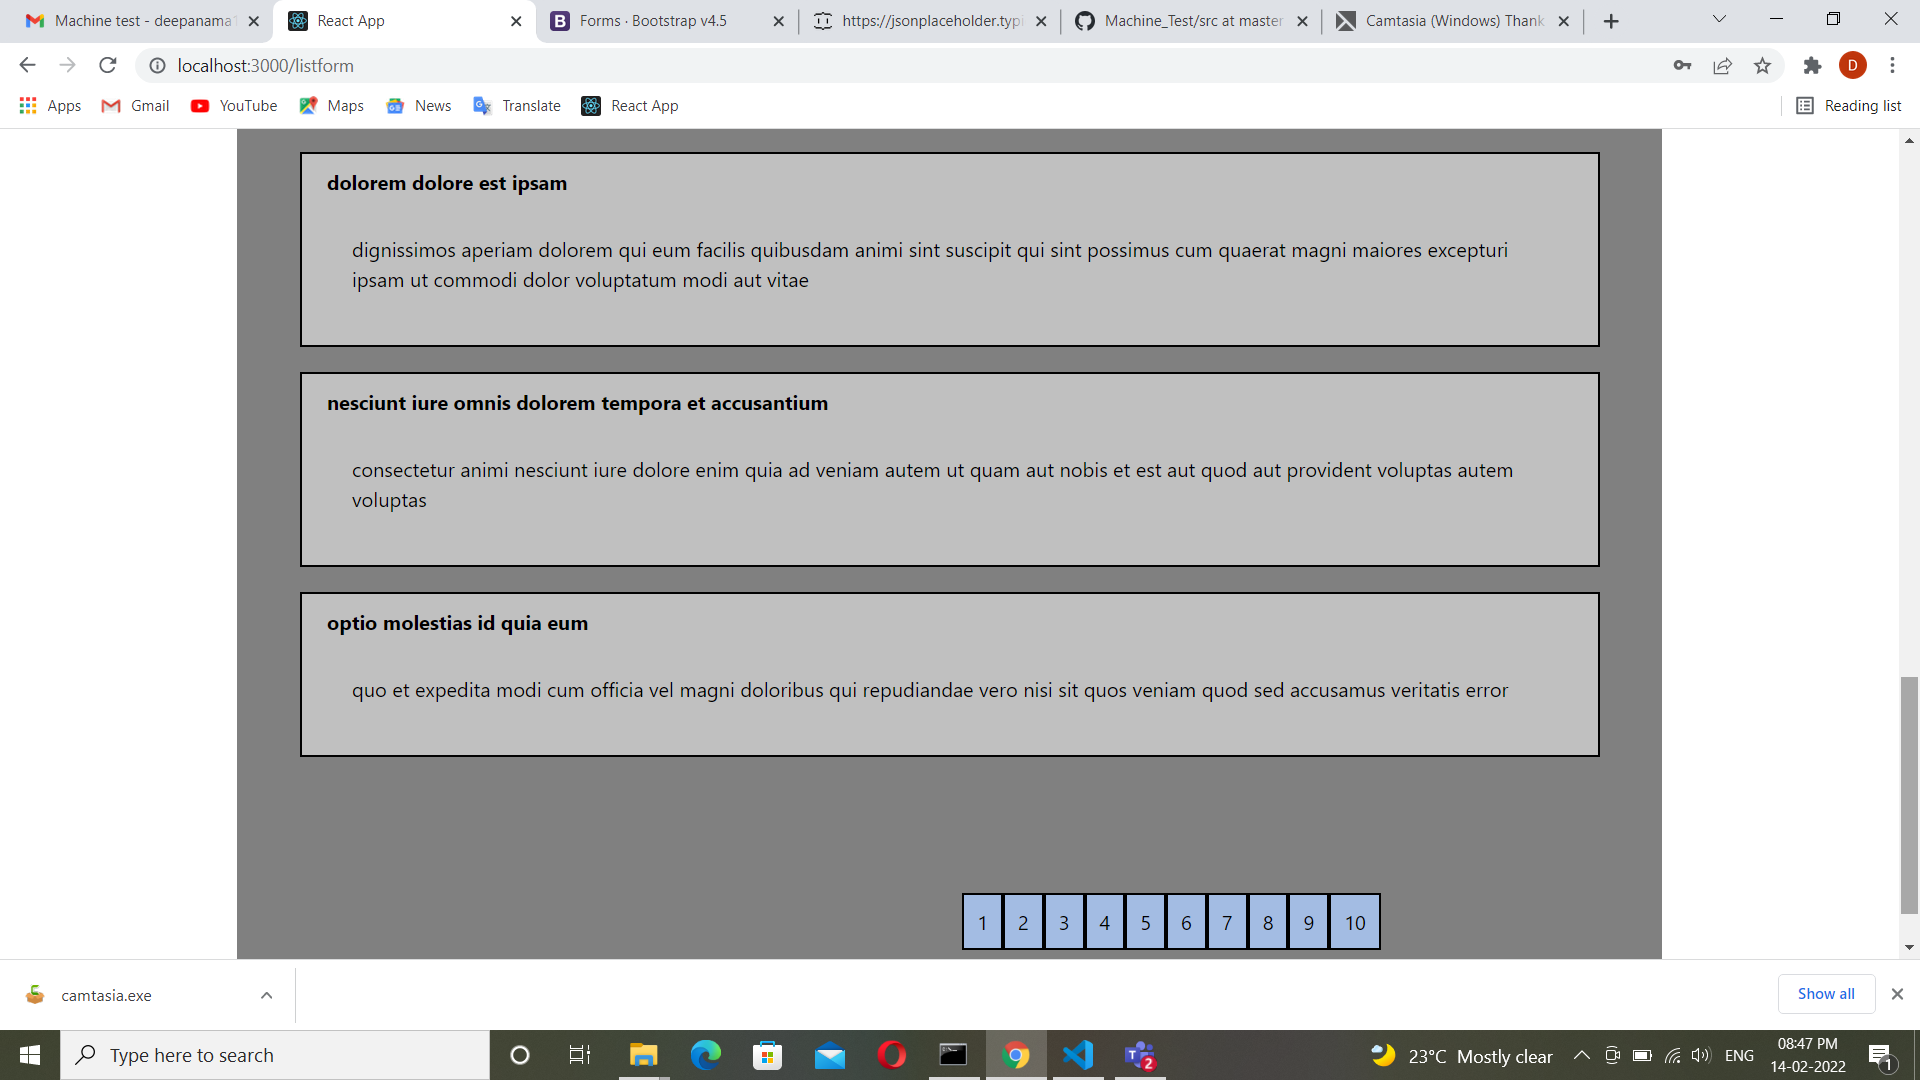 Machine test - deepanama
React App
Forms · Bootstrap v4.5
https://jsonplaceholder.typi
Machine_Test/src at master
Camtasia (Windows) Thank
localhost:3000/listform
D
Apps
Gmail
YouTube
Maps
News
Translate
React App
Reading list
dolorem dolore est ipsam
dignissimos aperiam dolorem qui eum facilis quibusdam animi sint suscipit qui sint possimus cum quaerat magni maiores excepturi
ipsam ut commodi dolor voluptatum modi aut vitae
nesciunt iure omnis dolorem tempora et accusantium
consectetur animi nesciunt iure dolore enim quia ad veniam autem ut quam aut nobis et est aut quod aut provident voluptas autem
voluptas
optio molestias id quia eum
quo et expedita modi cum officia vel magni doloribus qui repudiandae vero nisi sit quos veniam quod sed accusamus veritatis error
1 2 3 4 5 6 7 8 9 10
camtasia.exe
Show all
Type here to search
2
23°C Mostly clear
ENG
08:47 PM
14-02-2022
1